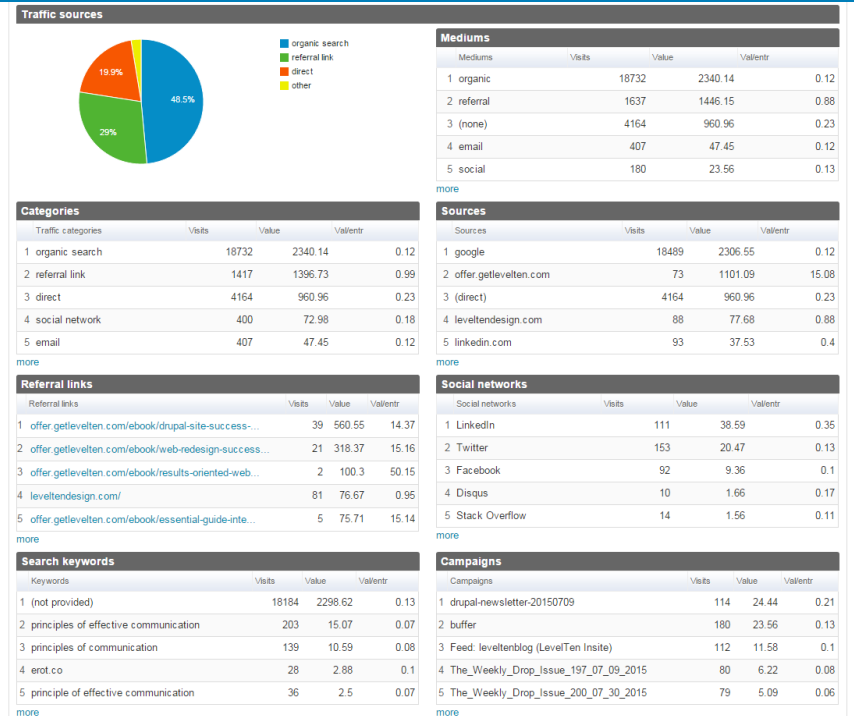 Traffic sources
48.5%
29%
19.9%
organic search
referral link
direct
other
Mediums
Mediums Visits Value Val/entr
1 organic 18732 2340.14 0.12
2 referral 1637 1446.15 0.88
3 (none) 4164 960.96 0.23
4 email 407 47.45 0.12
5 social 180 23.56 0.13
more
Categories
Traffic categories Visits Value Val/entr
1 organic search 18732 2340.14 0.12
2 referral link 1417 1396.73 0.99
3 direct 4164 960.96 0.23
4 social network 400 72.98 0.18
5 email 407 47.45 0.12
more
Sources
Sources Visits Value Val/entr
1 google 18489 2306.55 0.12
2 offer.getlevelten.com 73 1101.09 15.08
3 (direct) 4164 960.96 0.23
4 leveltendesign.com 88 77.68 0.88
5 linkedin.com 93 37.53 0.4
more
Referral links
Referral links Visits Value Val/entr
1 offer.getlevelten.com/ebook/drupal-site-success-... 39 560.55 14.37
2 offer.getlevelten.com/ebook/web-redesign-success... 21 318.37 15.16
3 offer.getlevelten.com/ebook/results-oriented-web... 2 100.3 50.15
4 leveltendesign.com/ 81 76.67 0.95
5 offer.getlevelten.com/ebook/essential-guide-inte... 5 75.71 15.14
more
Social networks
Social networks Visits Value Val/entr
1 LinkedIn 111 38.59 0.35
2 Twitter 153 20.47 0.13
3 Facebook 92 9.36 0.1
4 Disqus 10 1.66 0.17
5 Stack Overflow 14 1.56 0.11
more
Search keywords
Keywords Visits Value Val/entr
1 (not provided) 18184 2298.62 0.13
2 principles of effective communication 203 15.07 0.07
3 principles of communication 139 10.59 0.08
4 erot.co 28 2.88 0.1
5 principle of effective communication 36 2.5 0.07
more
Campaigns
Campaigns Visits Value Val/entr
1 drupal-newsletter-20150709 114 24.44 0.21
2 buffer 180 23.56 0.13
3 Feed: leveltenblog (LevelTen Insite) 112 11.58 0.1
4 The_Weekly_Drop_Issue_197_07_09_2015 80 6.22 0.08
5 The_Weekly_Drop_Issue_200_07_30_2015 79 5.09 0.06
more